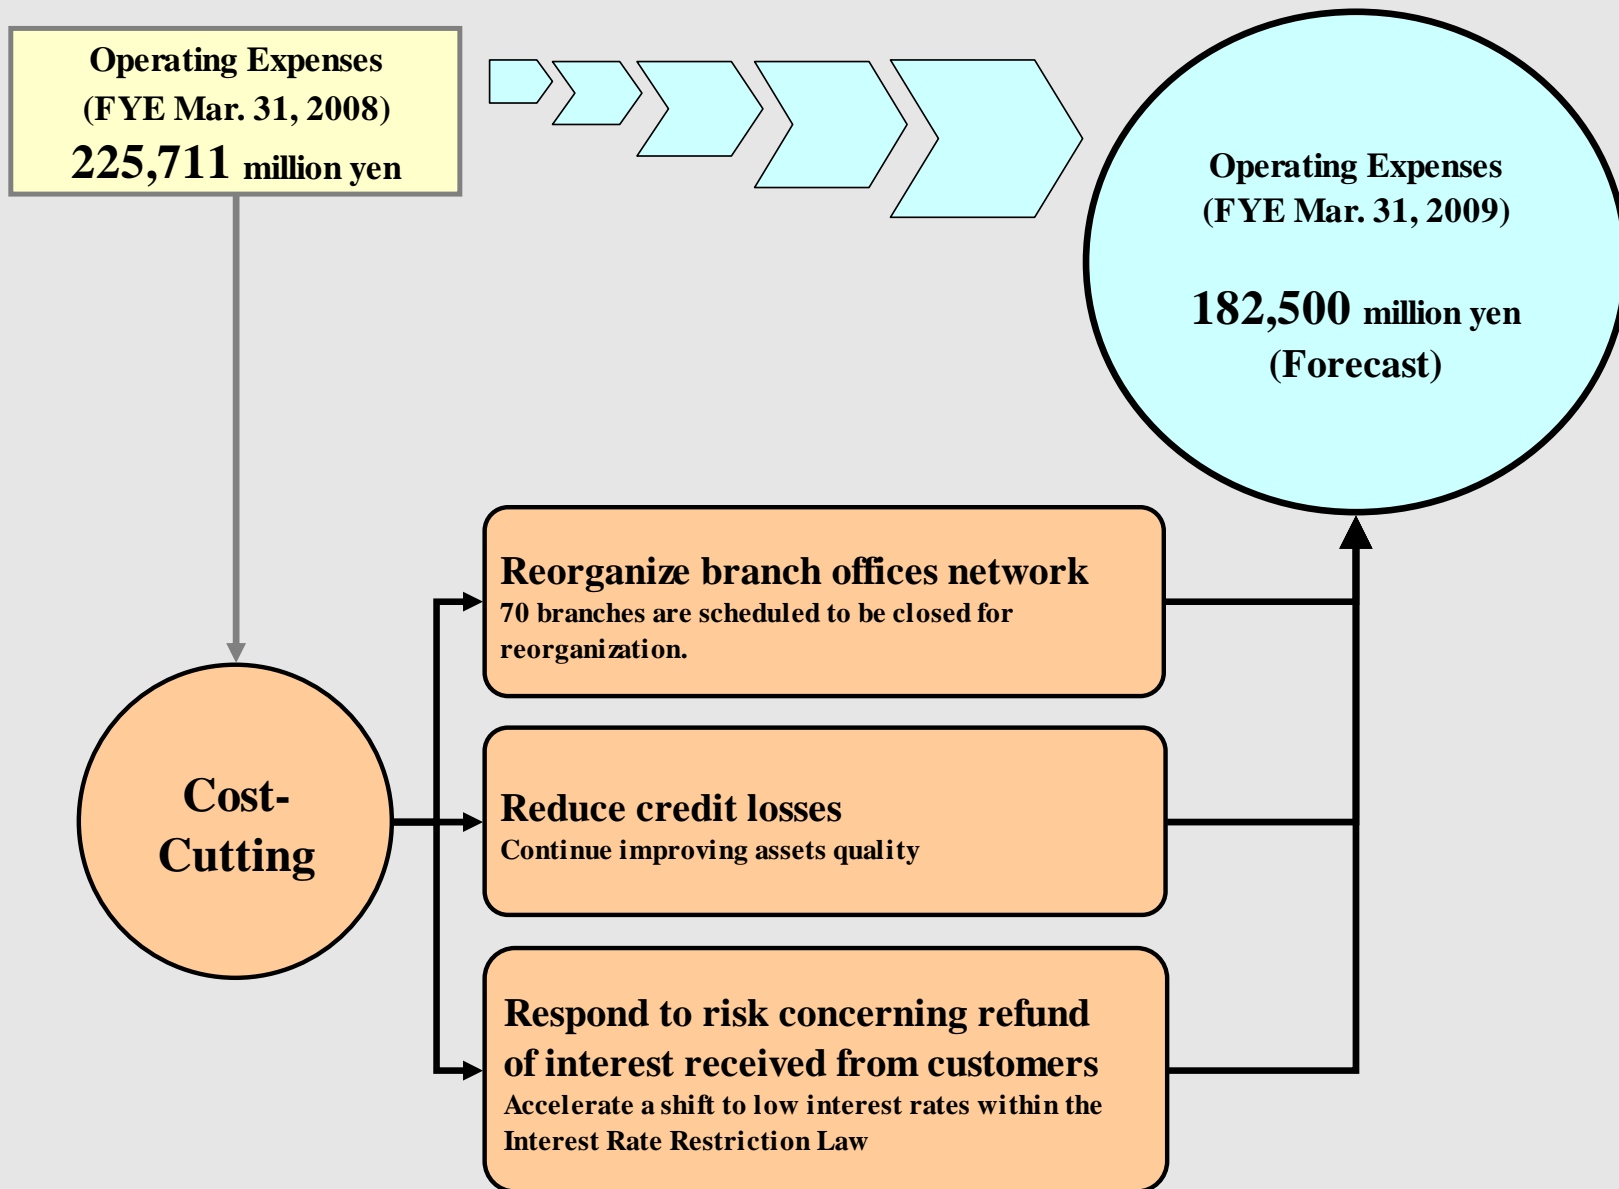 Operating Expenses
(FYE Mar. 31, 2008)
225,711 million yen
Operating Expenses
(FYE Mar. 31, 2009)
182,500 million yen
(Forecast)
Cost-
Cutting
Reorganize branch offices network
70 branches are scheduled to be closed for
reorganization.
Reduce credit losses
Continue improving assets quality
Respond to risk concerning refund
of interest received from customers
Accelerate a shift to low interest rates within the
Interest Rate Restriction Law